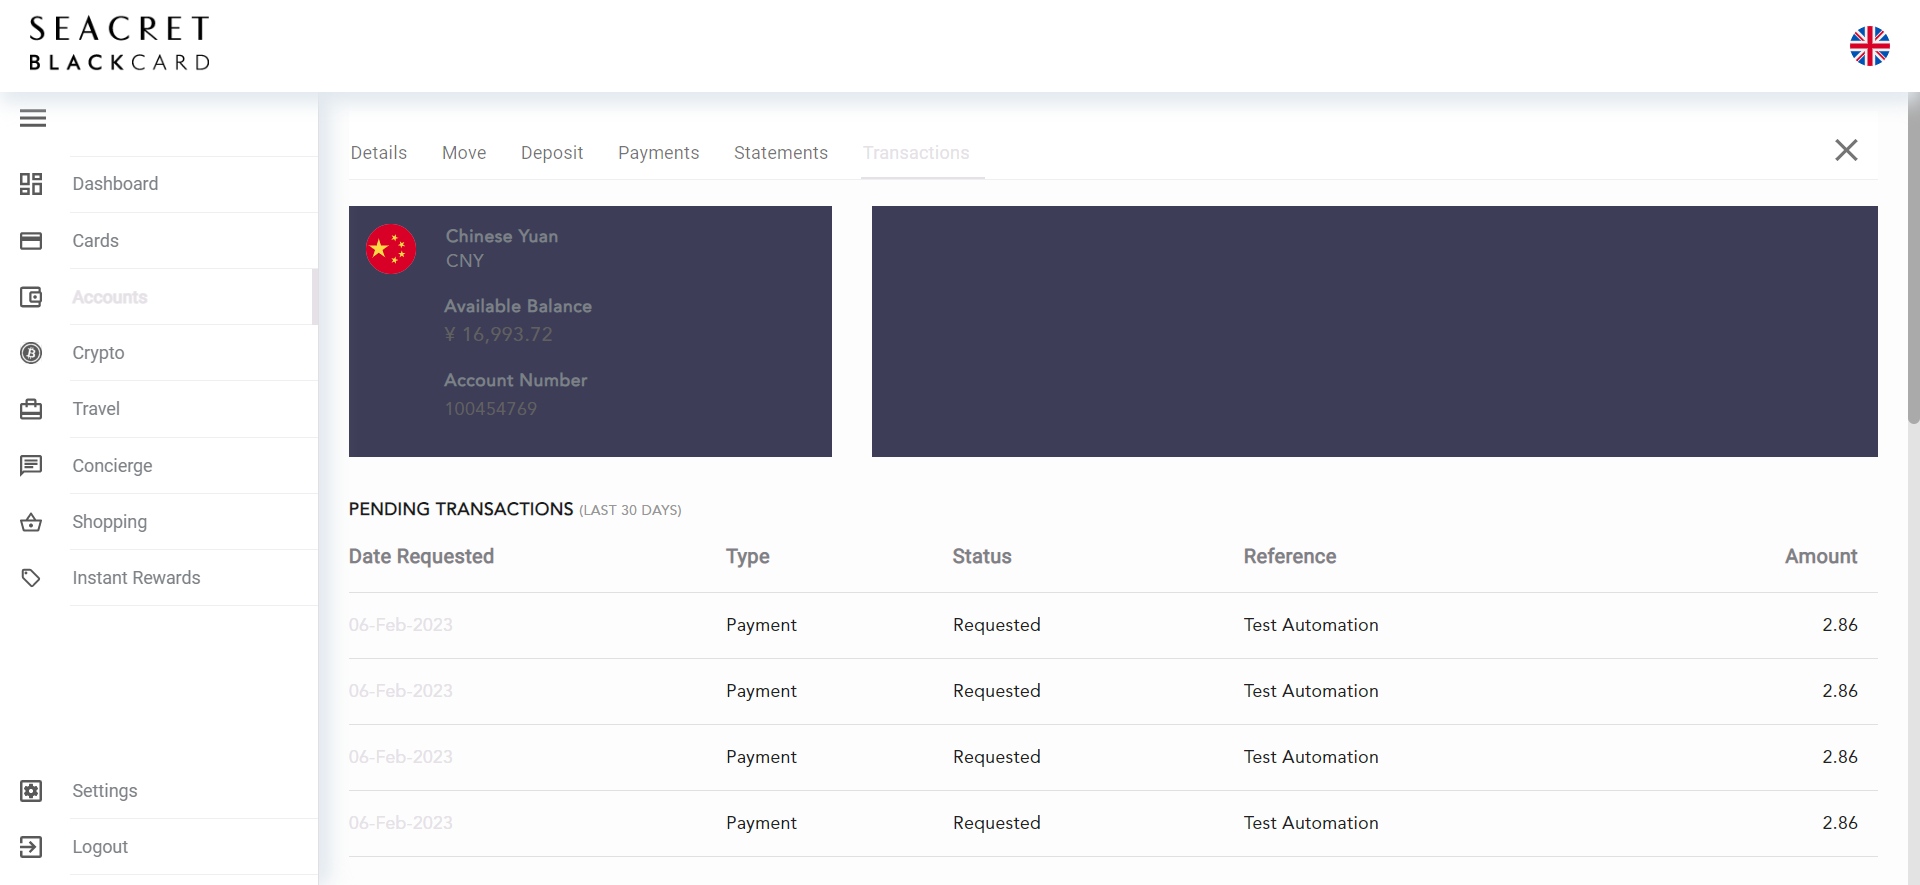 SEACRET
BLACKCARD
Details Move Deposit Payments Statements Transactions
Dashboard
Cards
Accounts
Crypto
Travel
Concierge
Shopping
Instant Rewards
Settings
Logout
Chinese Yuan
CNY
Available Balance
¥ 16,993.72
Account Number
100454769
PENDING TRANSACTIONS (LAST 30 DAYS)
Date Requested Type Status Reference Amount
06-Feb-2023 Payment Requested Test Automation 2.86
06-Feb-2023 Payment Requested Test Automation 2.86
06-Feb-2023 Payment Requested Test Automation 2.86
06-Feb-2023 Payment Requested Test Automation 2.86